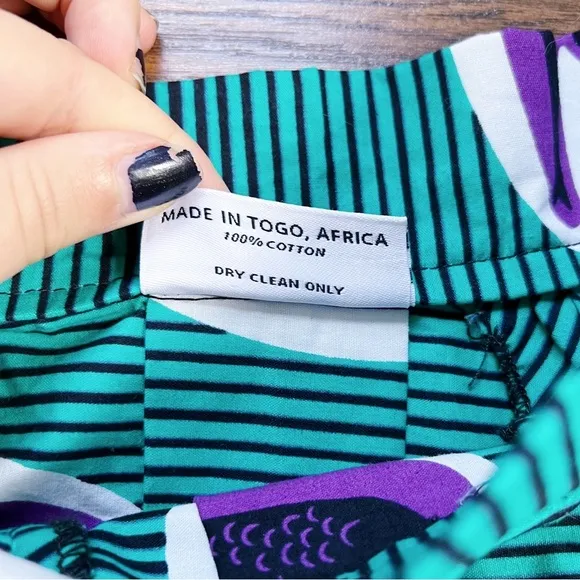 MADE IN TOGO, AFRICA
100% COTTON
DRY CLEAN ONLY